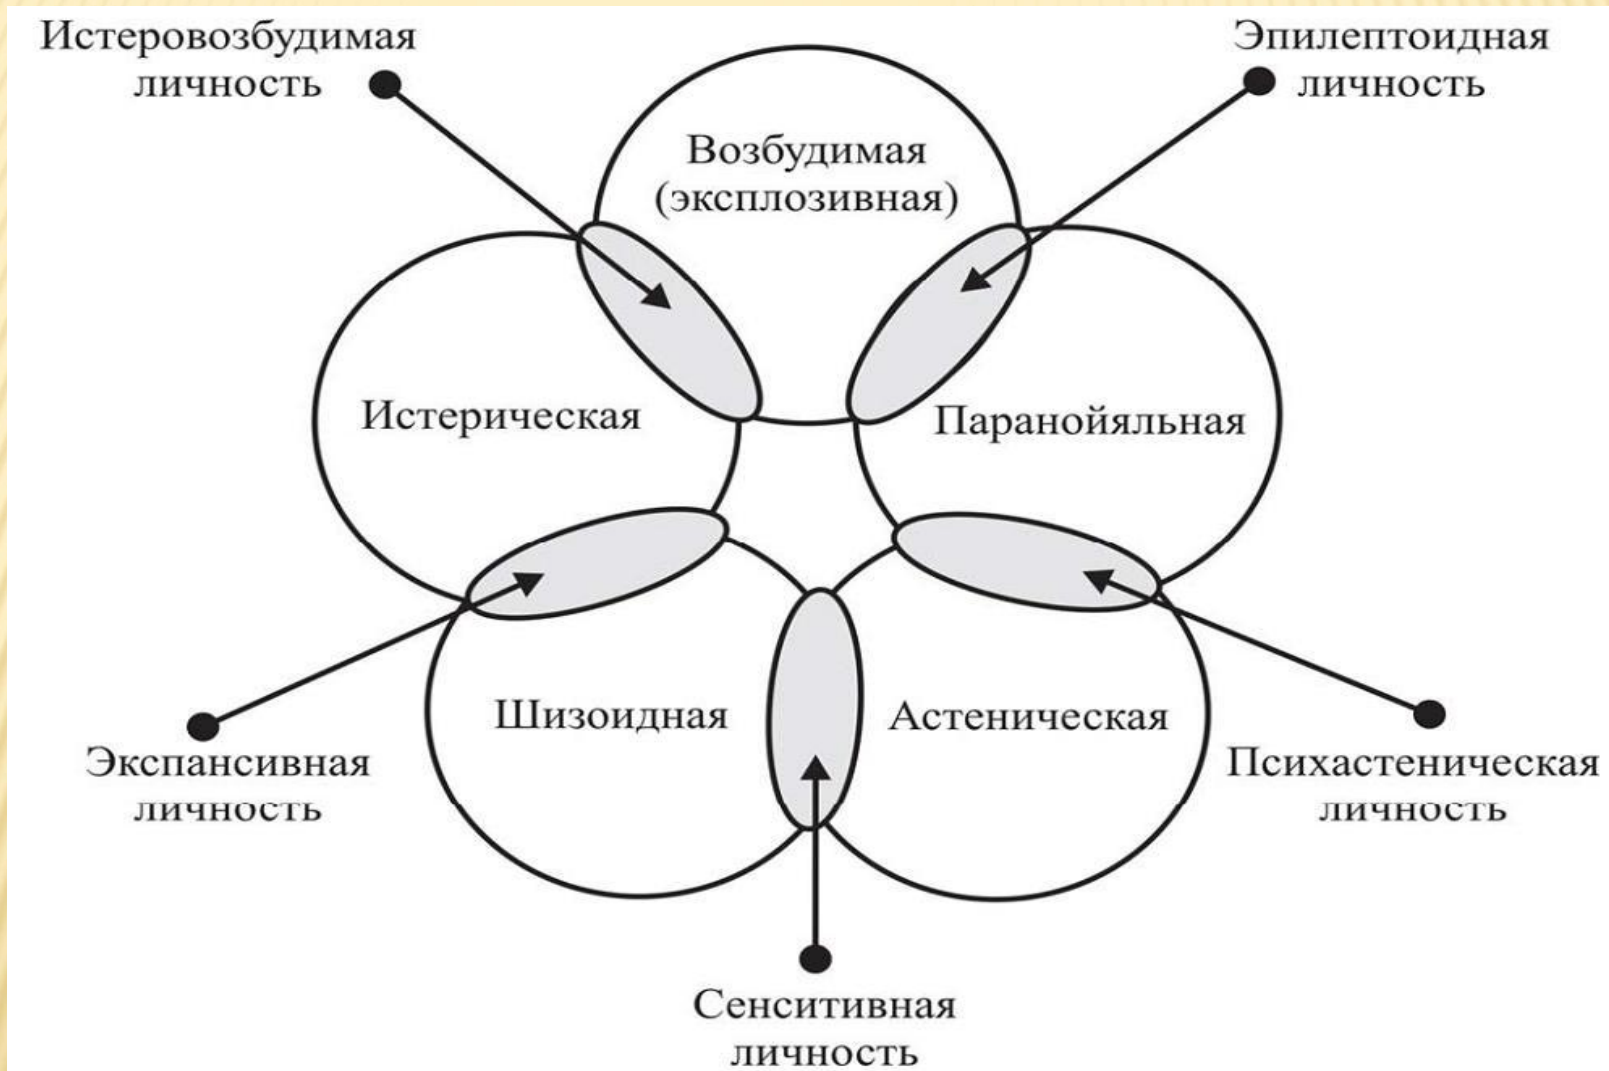 Истеровозбудимая
личность
Эпилептоидная
личность
Возбудимая
(эксплозивная)
Истерическая
Паранойяльная
Шизоидная
Астеническая
Экспансивная
личность
Психастеническая
личность
Сенситивная
личность